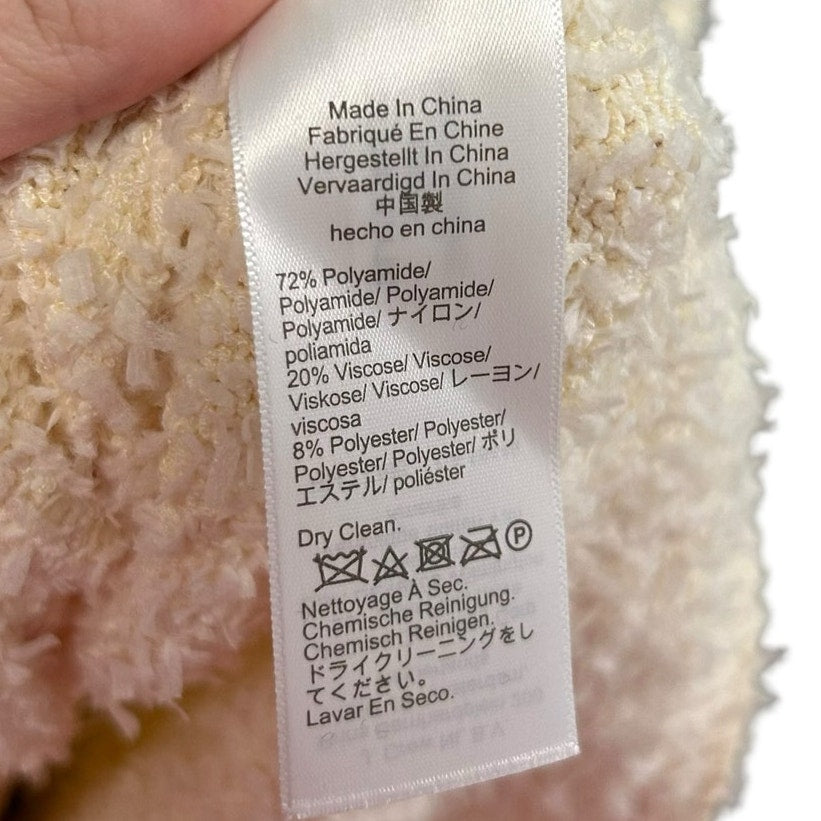 Made In China
Fabriqué En Chine
Hergestellt In China
Vervaardigd In China
中国製
hecho en china
72% Polyamide/
Polyamide/ Polyamide/
Polyamide/ ナイロン/
poliamida
20% Viscose/ Viscose/
Viskose/ Viscose/ レーヨン/
viscosa
8% Polyester/ Polyester/
Polyester/ Polyester/ ポリ
エステル/ poliéster
Dry Clean.
P
Nettoyage À Sec.
Chemische Reinigung.
Chemisch Reinigen.
ドライクリーニングをし
てください。
Lavar En Seco.